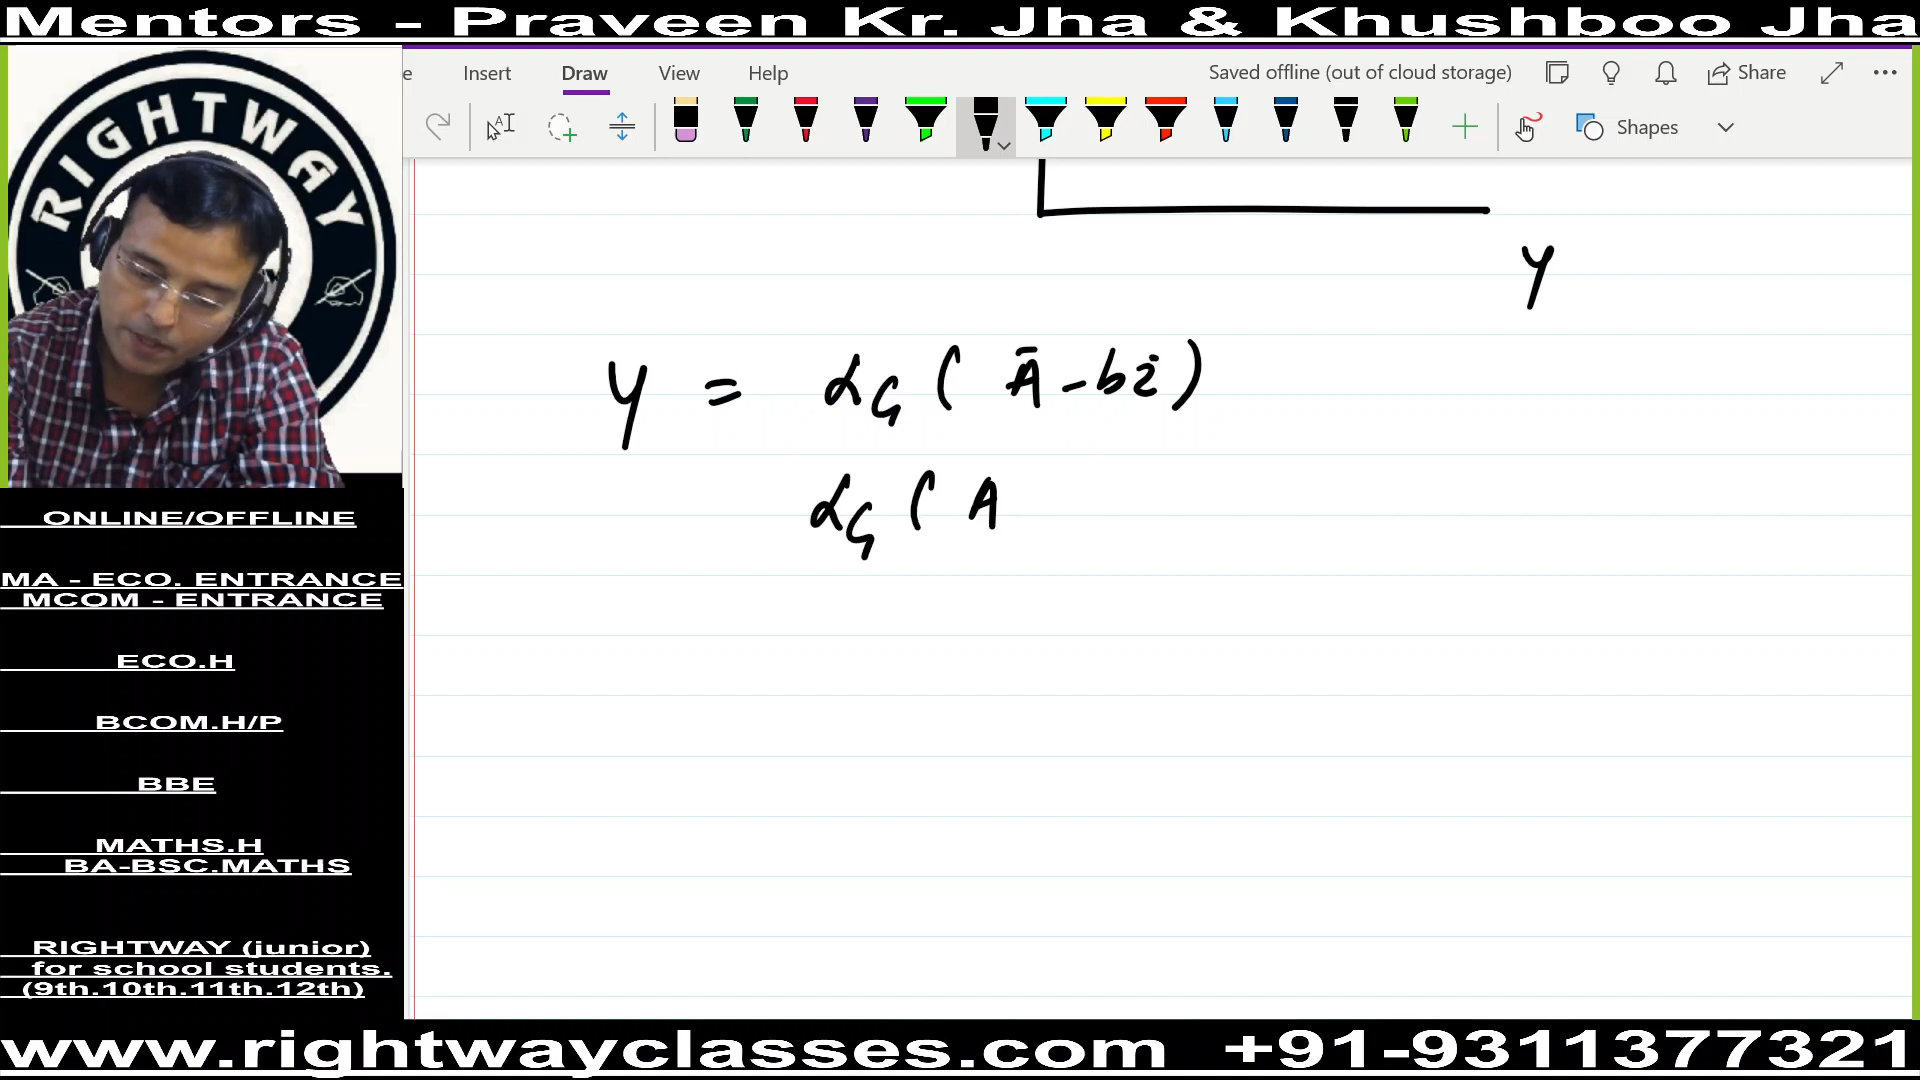 Mentors - Praveen Kr. Jha & Khushboo Jha
RIGHTWAY
e Insert Draw View Help Saved offline (out of cloud storage) Share
Shapes
y
y = α_G ( Ā - bi )
α_G ( A
ONLINE/OFFLINE
MA - ECO. ENTRANCE
MCOM - ENTRANCE
ECO.H
BCOM.H/P
BBE
MATHS.H
BA-BSC.MATHS
RIGHTWAY (junior)
for school students.
(9th.10th.11th.12th)
www.rightwayclasses.com +91-9311377321